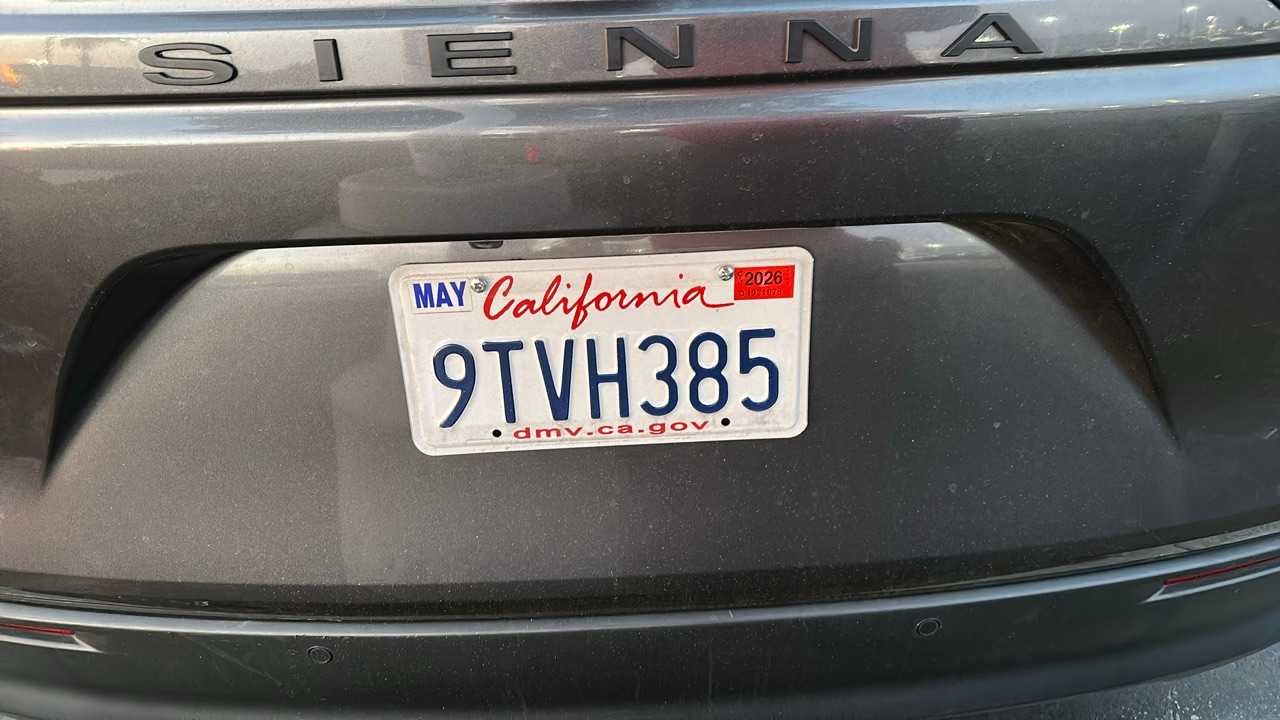 SIENNA
MAY California 2026
9TVH385
dmv.ca.gov